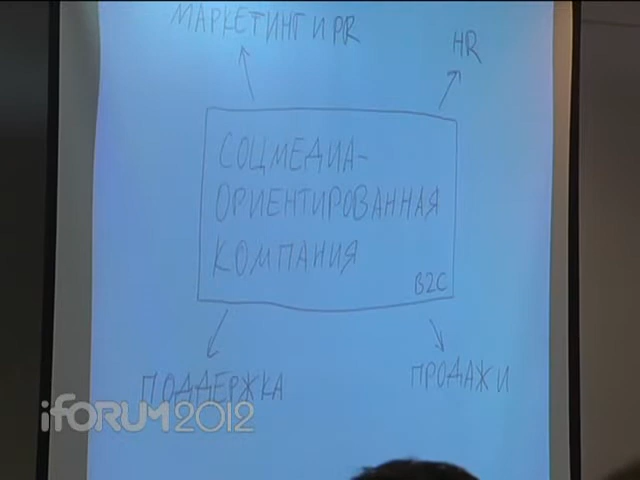 МАРКЕТИНГ И PR
HR
СОЦМЕДИА-
ОРИЕНТИРОВАННАЯ
КОМПАНИЯ
B2C
ПОДДЕРЖКА
ПРОДАЖИ
iFORUM2012